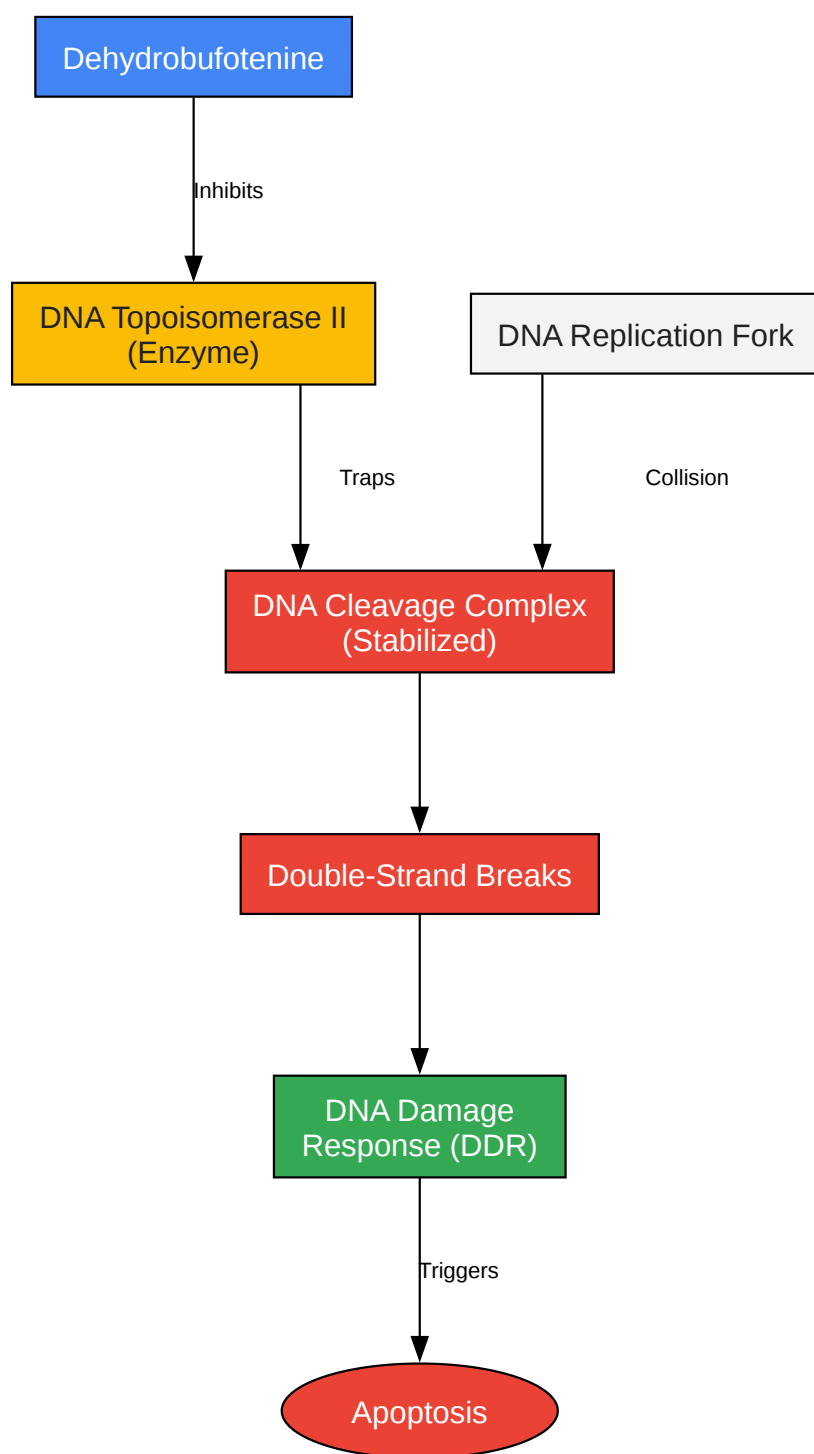 Dehydrobufotenine
Inhibits
DNA Topoisomerase II
(Enzyme)
DNA Replication Fork
Traps
Collision
DNA Cleavage Complex
(Stabilized)
Double-Strand Breaks
DNA Damage
Response (DDR)
Triggers
Apoptosis